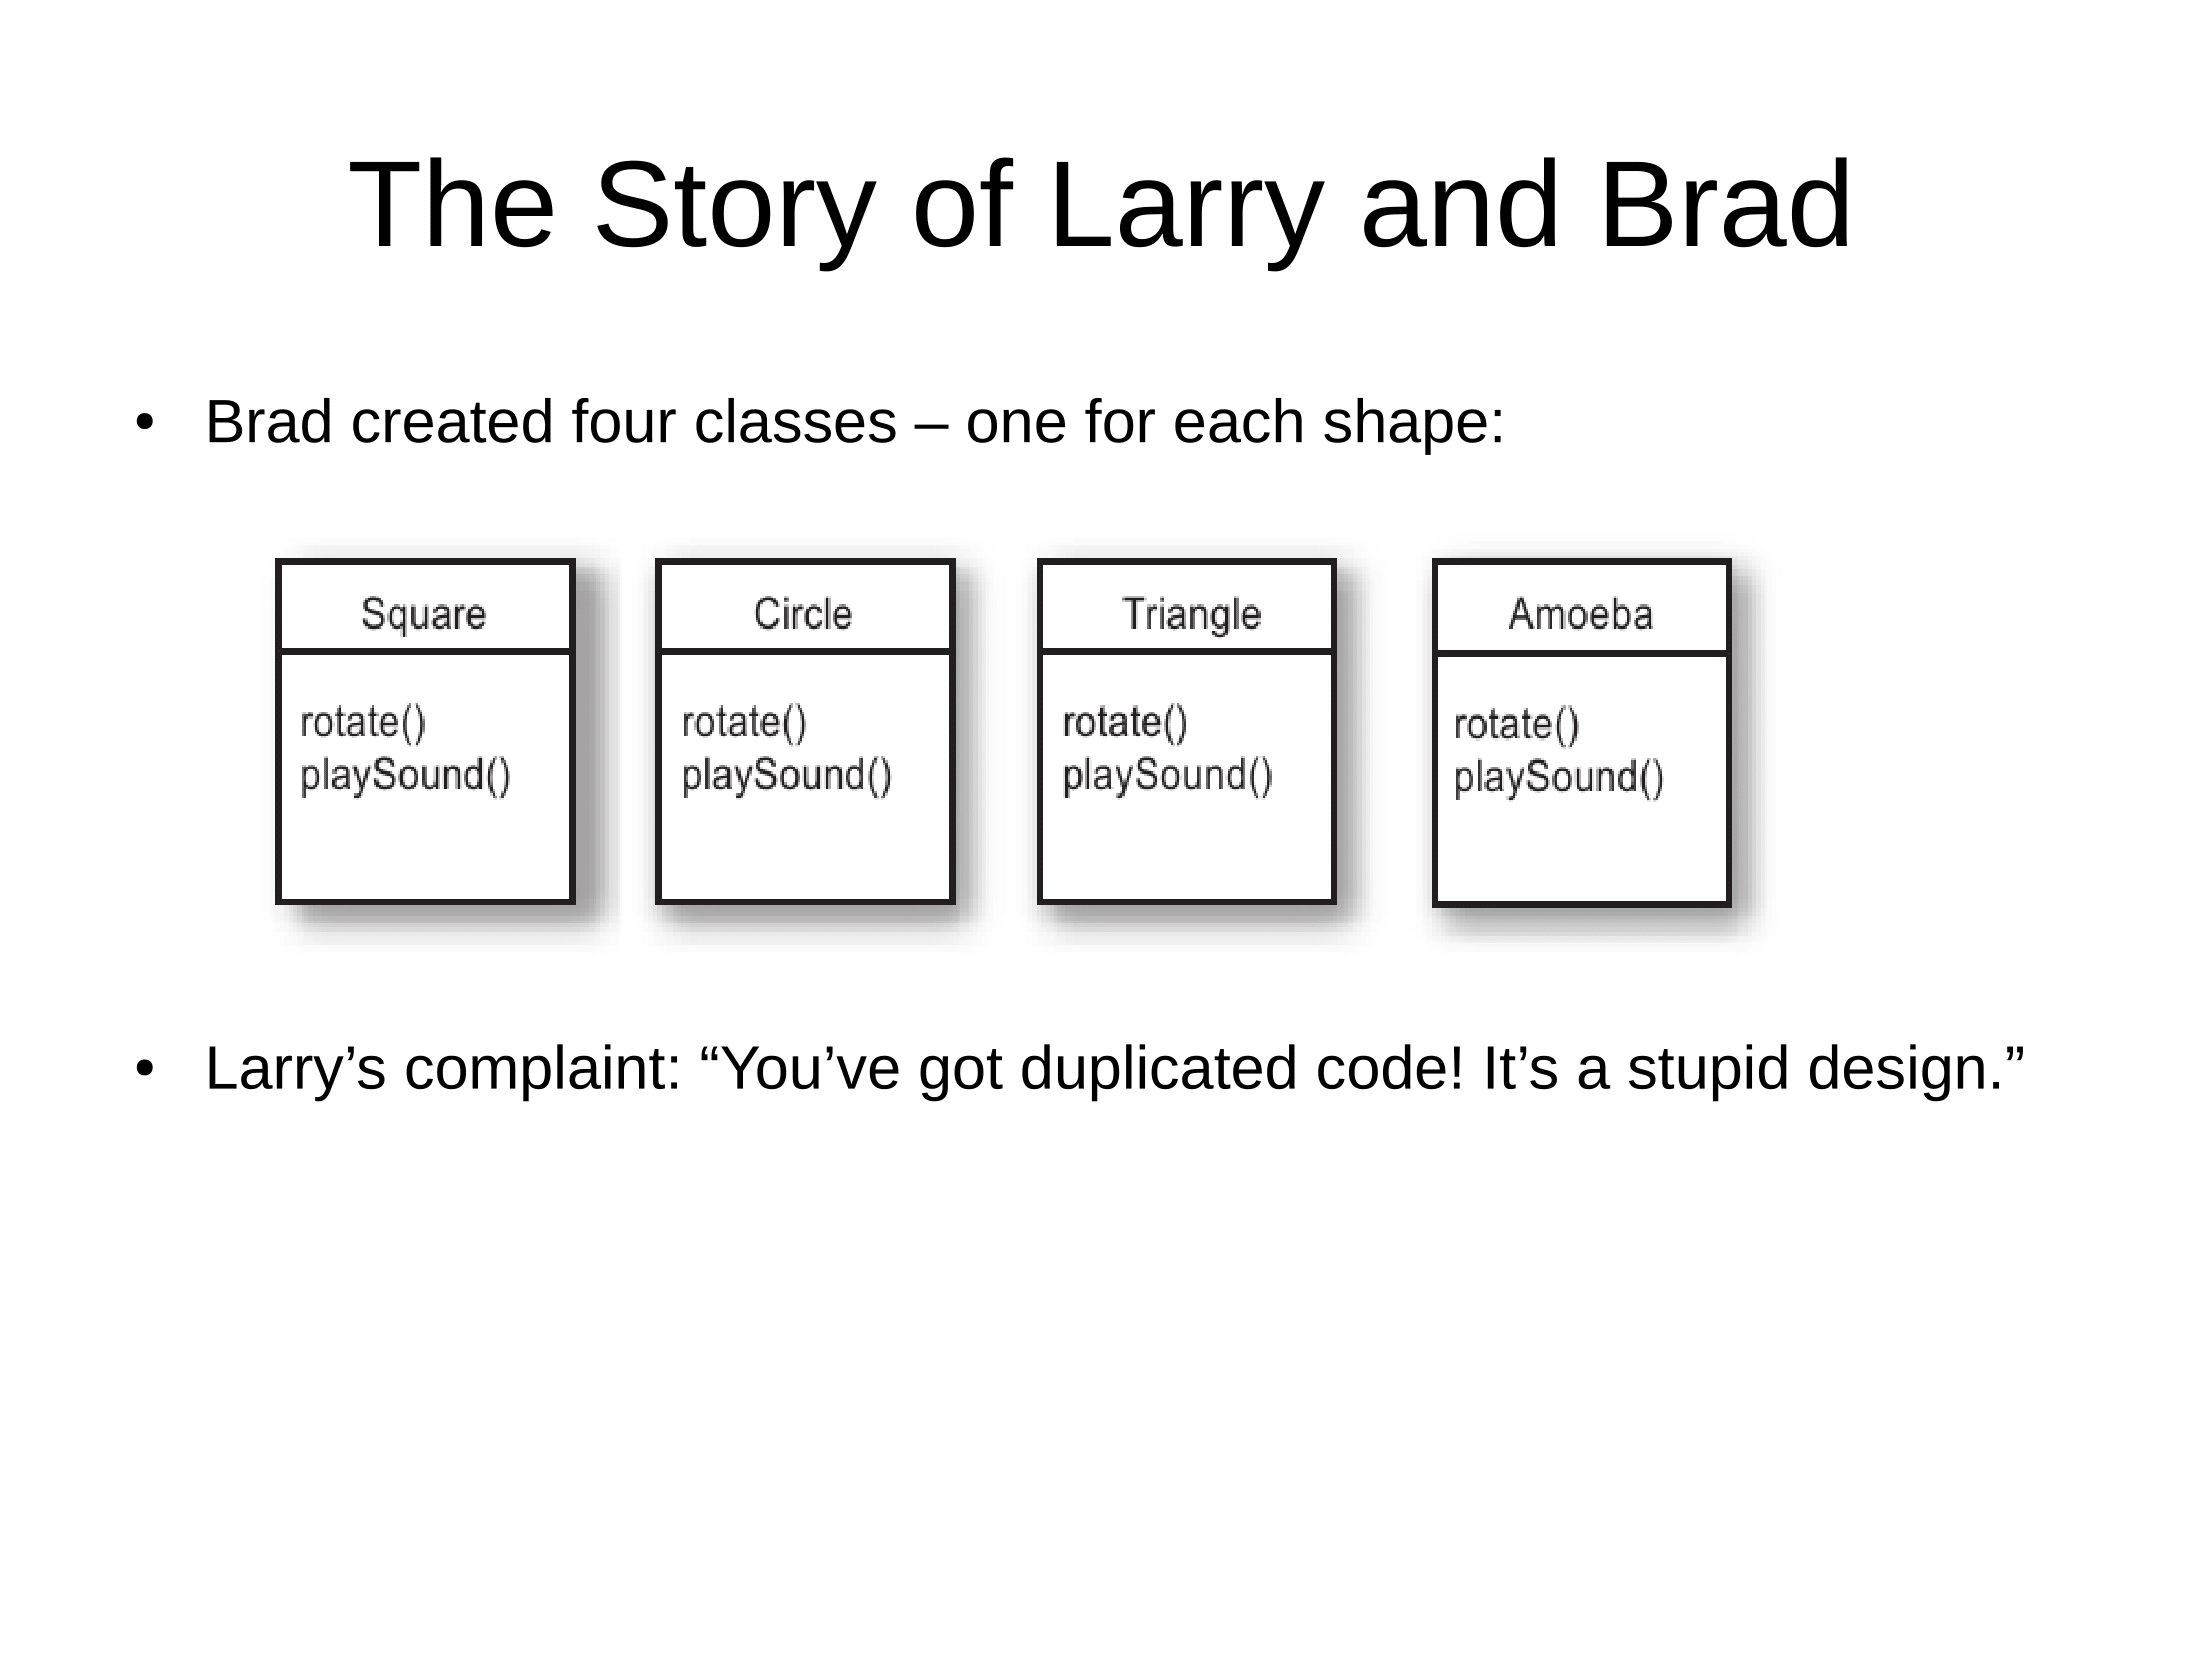 The Story of Larry and Brad
• Brad created four classes – one for each shape:
Square
rotate()
playSound()
Circle
rotate()
playSound()
Triangle
rotate()
playSound()
Amoeba
rotate()
playSound()
• Larry’s complaint: “You’ve got duplicated code! It’s a stupid design.”